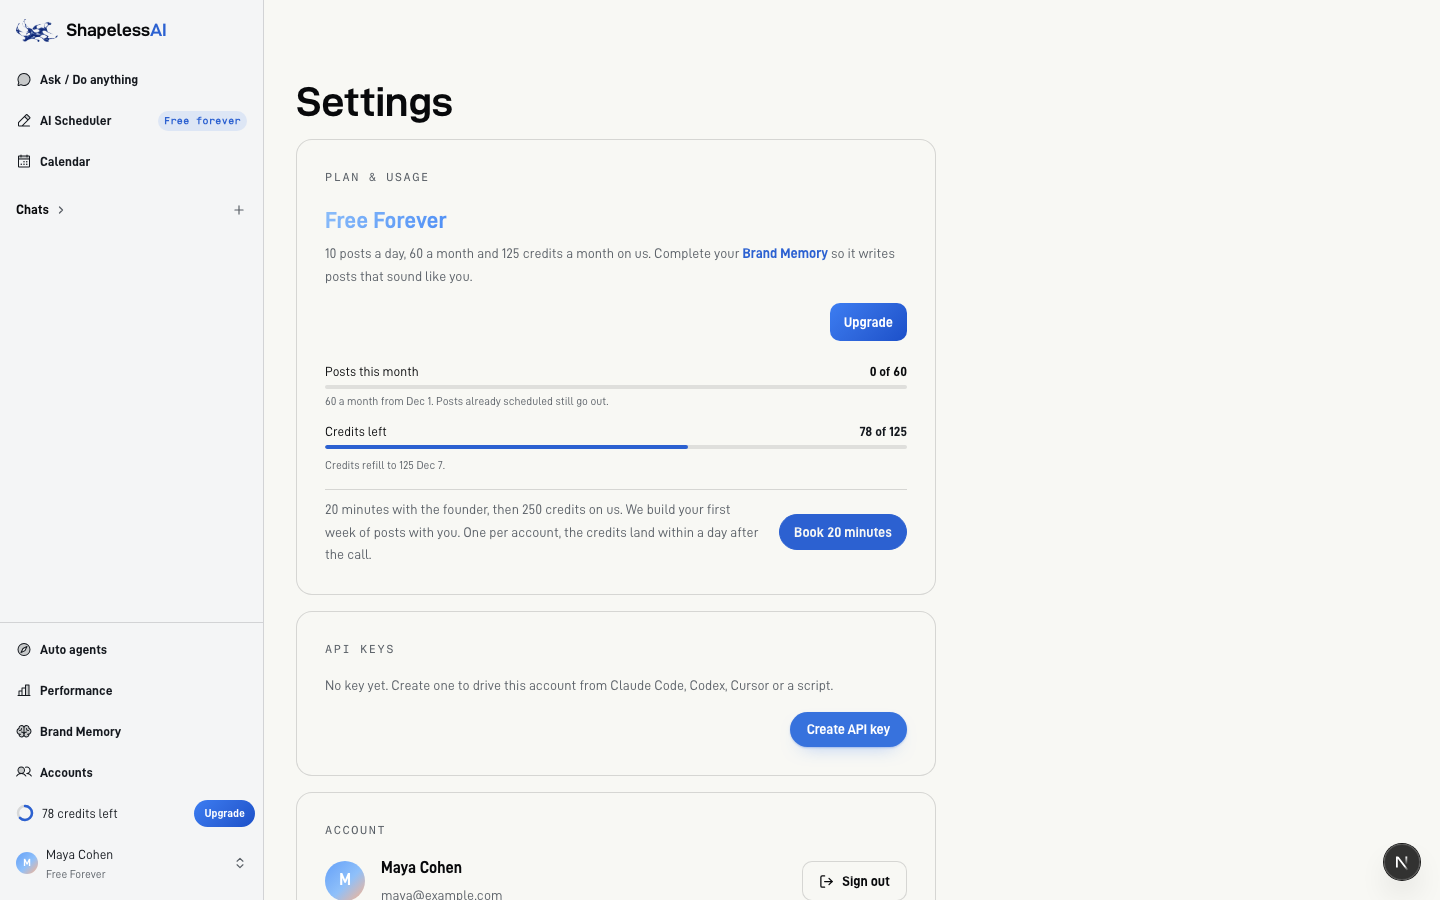 ShapelessAI
Ask / Do anything
AI Scheduler
Free forever
Calendar
Chats
Auto agents
Performance
Brand Memory
Accounts
78 credits left
Upgrade
M
Maya Cohen
Free Forever
Settings
PLAN & USAGE
Free Forever
10 posts a day, 60 a month and 125 credits a month on us. Complete your Brand Memory so it writes
posts that sound like you.
Upgrade
Posts this month
0 of 60
60 a month from Dec 1. Posts already scheduled still go out.
Credits left
78 of 125
Credits refill to 125 Dec 7.
20 minutes with the founder, then 250 credits on us. We build your first
week of posts with you. One per account, the credits land within a day after
the call.
Book 20 minutes
API KEYS
No key yet. Create one to drive this account from Claude Code, Codex, Cursor or a script.
Create API key
ACCOUNT
M
Maya Cohen
maya@example.com
Sign out
N